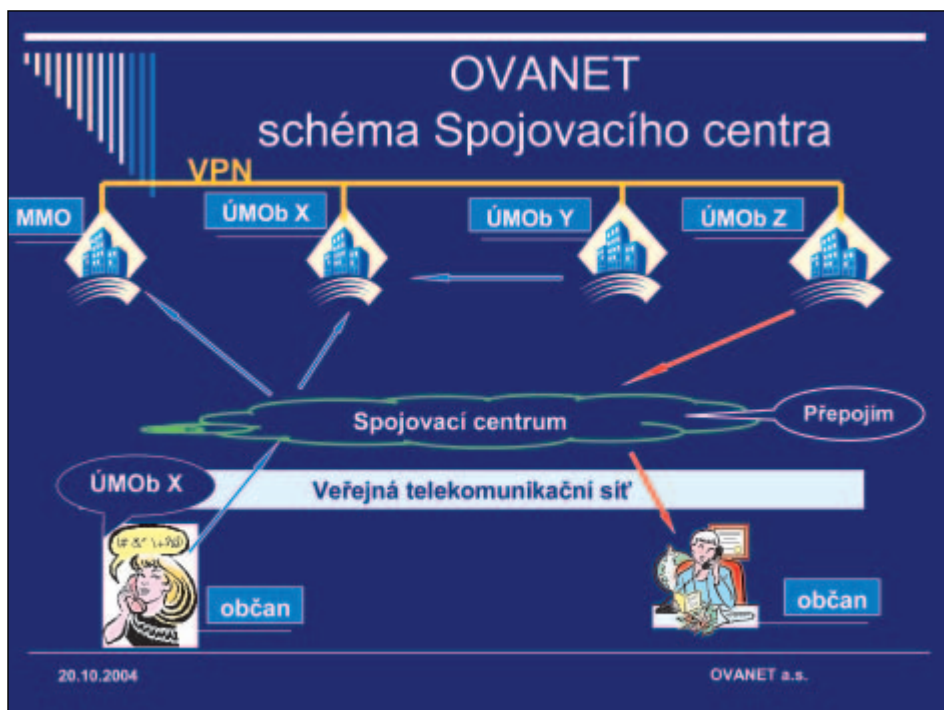 OVANET
schéma Spojovacího centra
VPN
MMO
ÚMOb X
ÚMOb Y
ÚMOb Z
Spojovací centrum
Přepojim
ÚMOb X
Veřejná telekomunikační síť
občan
občan
20.10.2004
OVANET a.s.